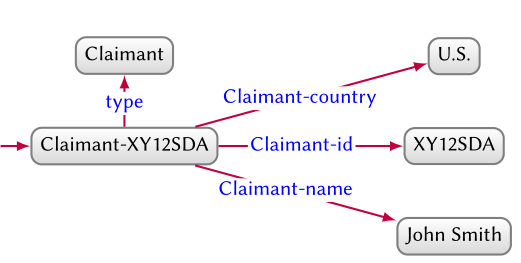 Claimant
U.S.
type
Claimant-country
Claimant-XY12SDA
Claimant-id
XY12SDA
Claimant-name
John Smith